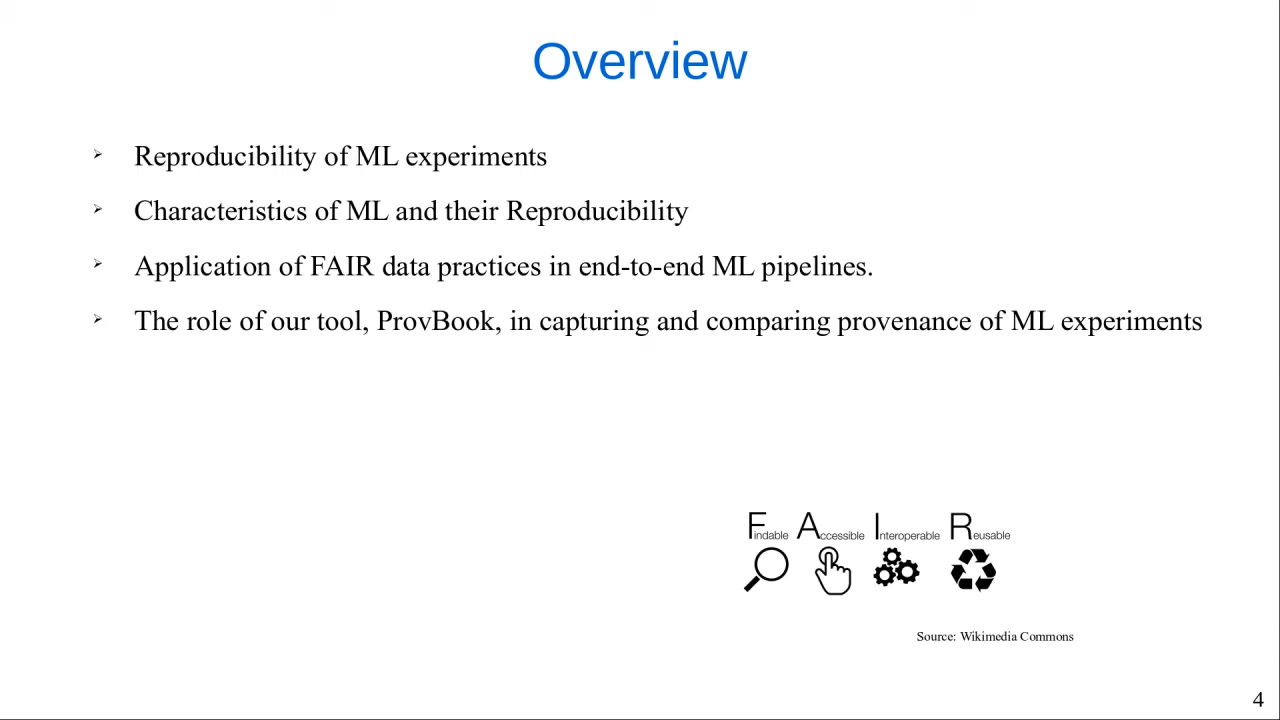 Overview
Reproducibility of ML experiments
Characteristics of ML and their Reproducibility
Application of FAIR data practices in end-to-end ML pipelines.
The role of our tool, ProvBook, in capturing and comparing provenance of ML experiments
Findable Accessible Interoperable Reusable
Source: Wikimedia Commons
4